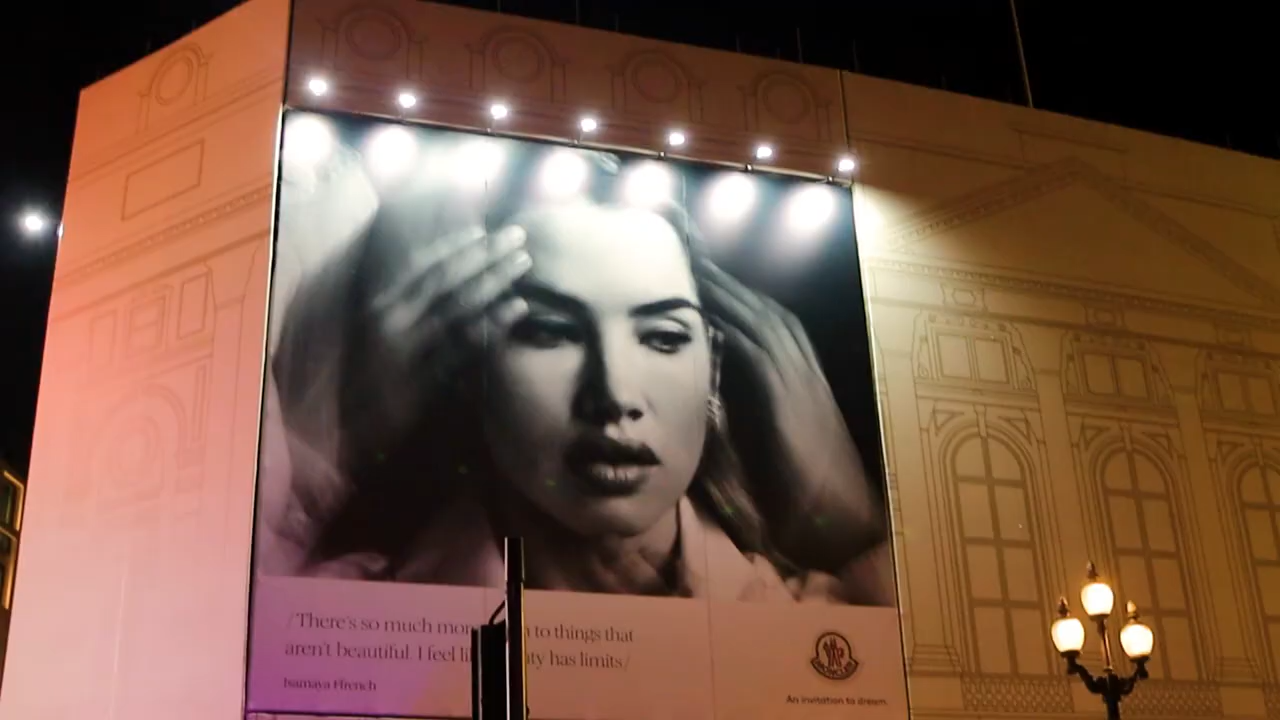 /There's so much mor to things that
aren't beautiful. I feel li ty has limits/
Isamaya Ffrench
MONCLER
An invitation to dream.